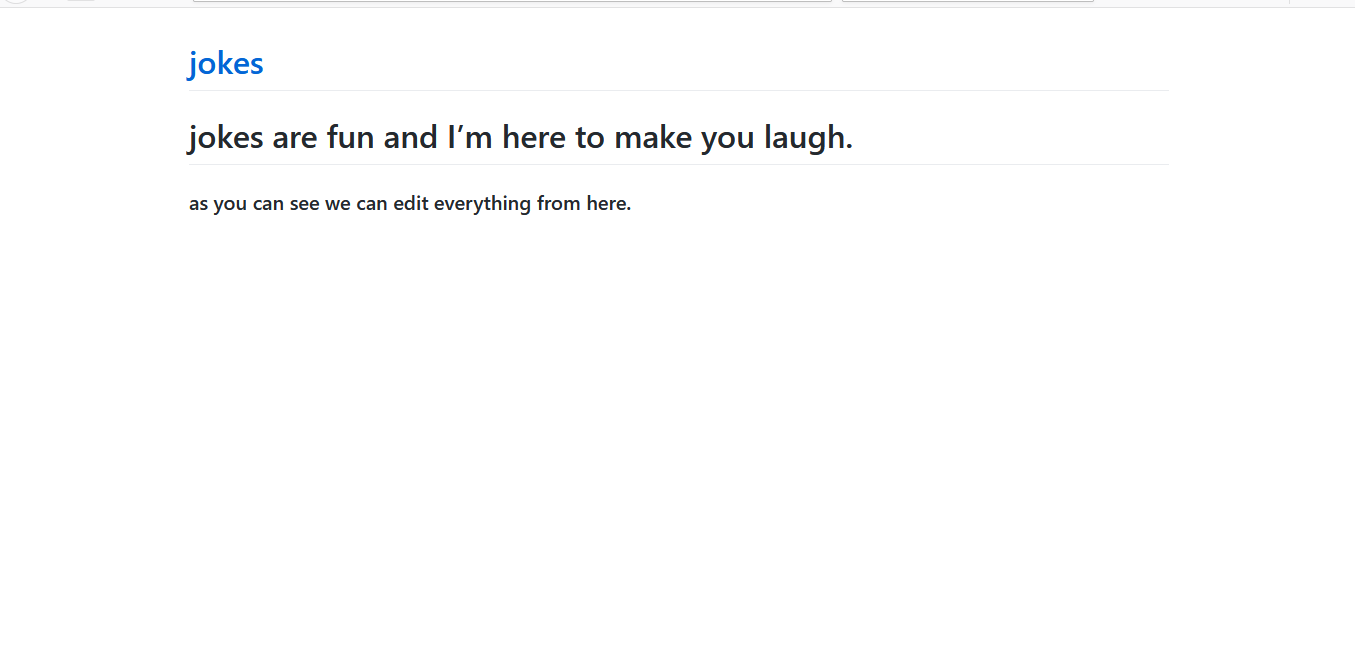 jokes
jokes are fun and I’m here to make you laugh.
as you can see we can edit everything from here.